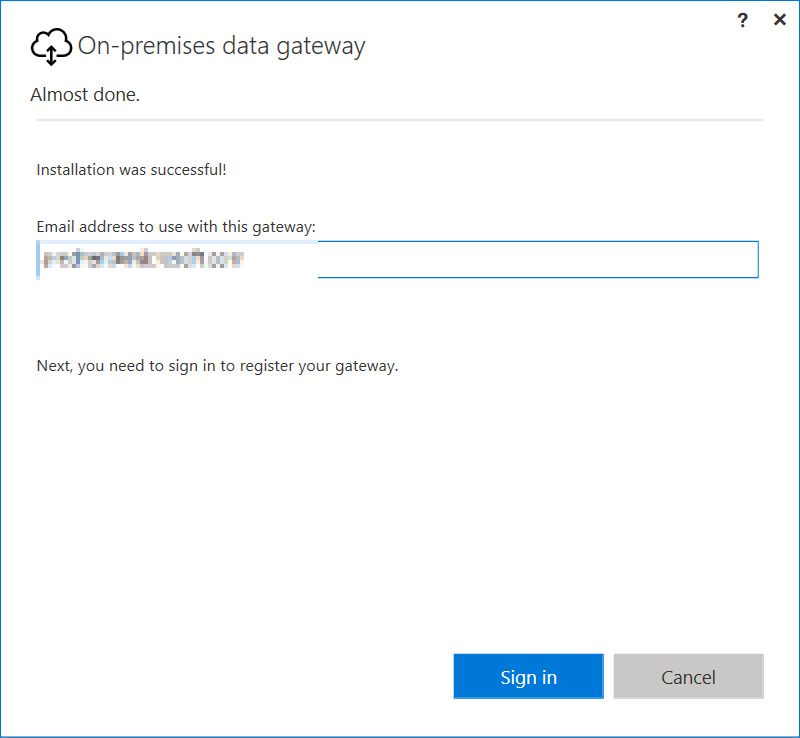 ? ×
On-premises data gateway
Almost done.
Installation was successful!
Email address to use with this gateway:
Next, you need to sign in to register your gateway.
Sign in Cancel